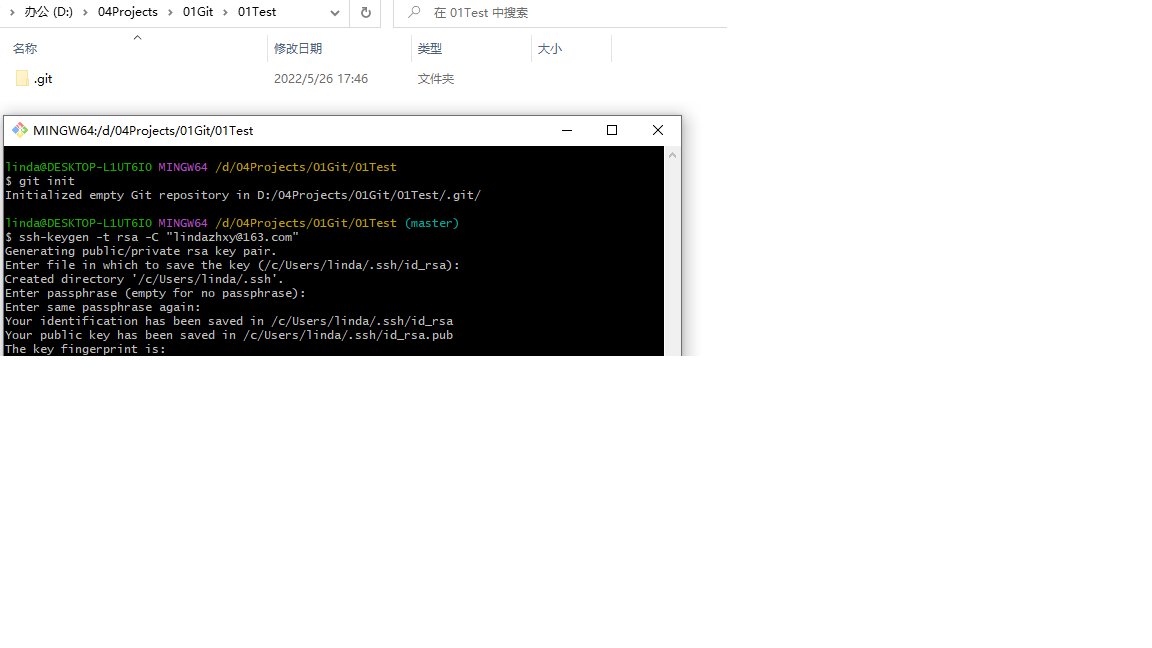 办公 (D:) › 04Projects › 01Git › 01Test
在 01Test 中搜索
名称 修改日期 类型 大小
.git 2022/5/26 17:46 文件夹
MINGW64:/d/04Projects/01Git/01Test
linda@DESKTOP-L1UT6IO MINGW64 /d/04Projects/01Git/01Test
$ git init
Initialized empty Git repository in D:/04Projects/01Git/01Test/.git/
linda@DESKTOP-L1UT6IO MINGW64 /d/04Projects/01Git/01Test (master)
$ ssh-keygen -t rsa -C "lindazhxy@163.com"
Generating public/private rsa key pair.
Enter file in which to save the key (/c/Users/linda/.ssh/id_rsa):
Created directory '/c/Users/linda/.ssh'.
Enter passphrase (empty for no passphrase):
Enter same passphrase again:
Your identification has been saved in /c/Users/linda/.ssh/id_rsa
Your public key has been saved in /c/Users/linda/.ssh/id_rsa.pub
The key fingerprint is: